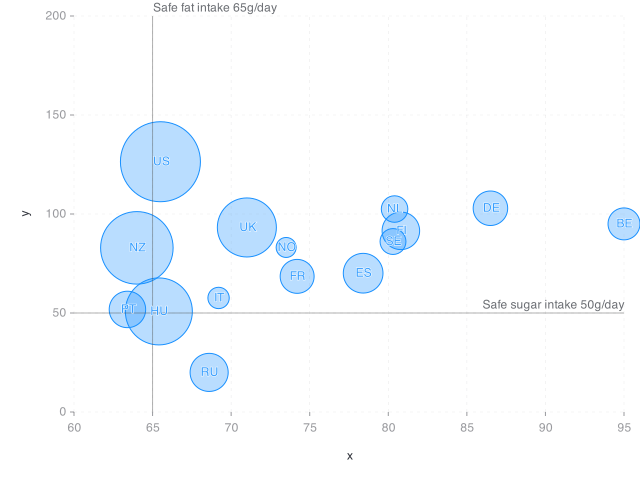 Safe fat intake 65g/day
200
150
US
100
NI
DE
BE
UK
FI
y
NZ
NO
SE
FR
ES
IT
PT
HU
50
Safe sugar intake 50g/day
RU
0
60
65
70
75
80
85
90
95
x